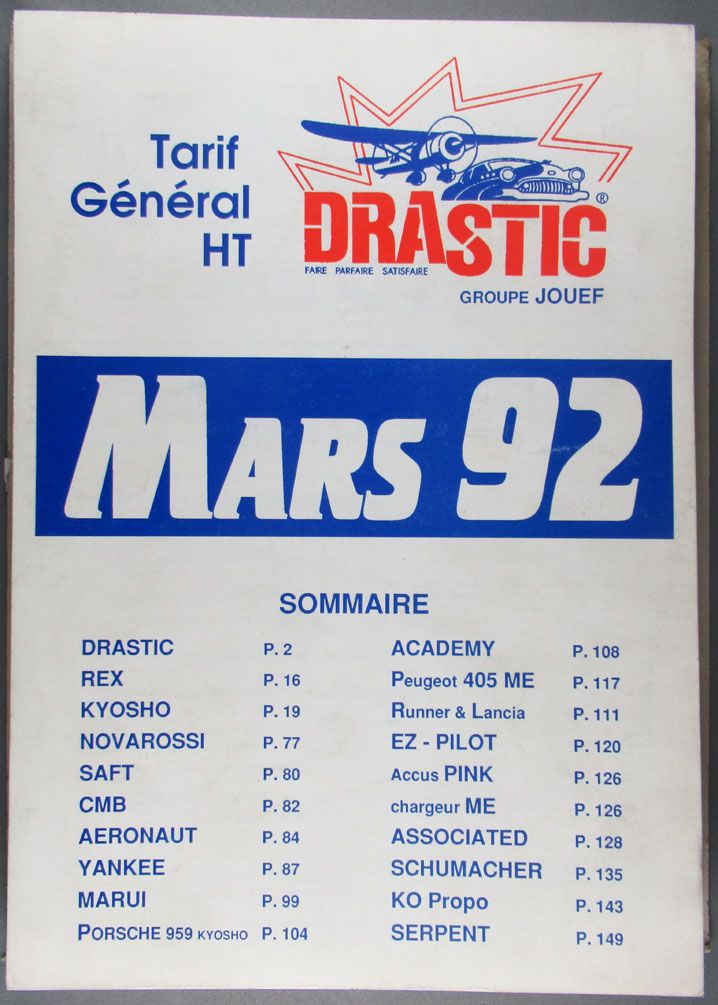 Tarif
Général
HT
DRASTIC ®
FAIRE PARFAIRE SATISFAIRE
GROUPE JOUEF
MARS 92
SOMMAIRE
DRASTIC P. 2
REX P. 16
KYOSHO P. 19
NOVAROSSI P. 77
SAFT P. 80
CMB P. 82
AERONAUT P. 84
YANKEE P. 87
MARUI P. 99
PORSCHE 959 KYOSHO P. 104
ACADEMY P. 108
Peugeot 405 ME P. 117
Runner & Lancia P. 111
EZ - PILOT P. 120
Accus PINK P. 126
chargeur ME P. 126
ASSOCIATED P. 128
SCHUMACHER P. 135
KO Propo P. 143
SERPENT P. 149